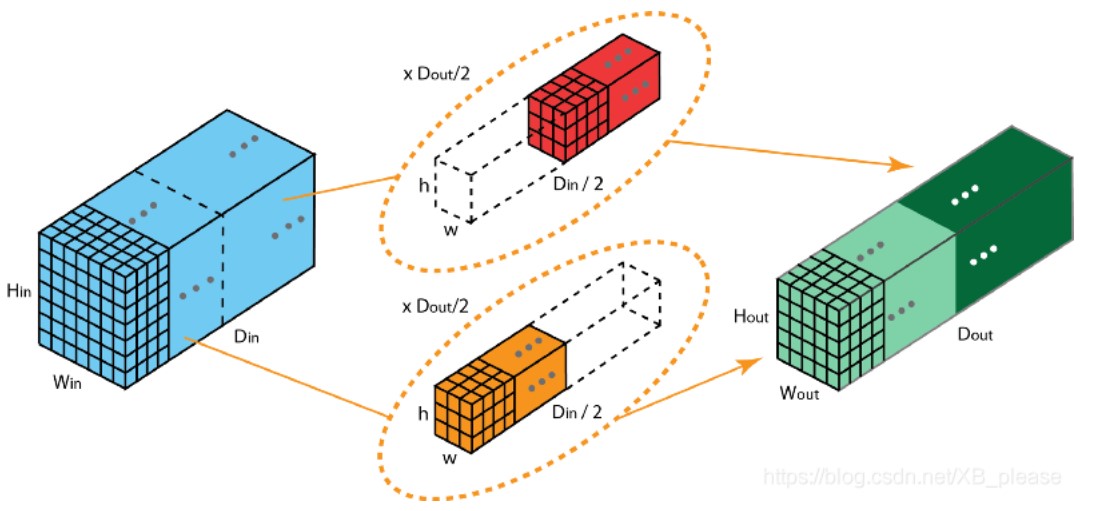 Hin
Win
Din
x Dout/2
h
w
Din / 2
x Dout/2
h
w
Din / 2
Hout
Wout
Dout
https://blog.csdn.net/XB_please